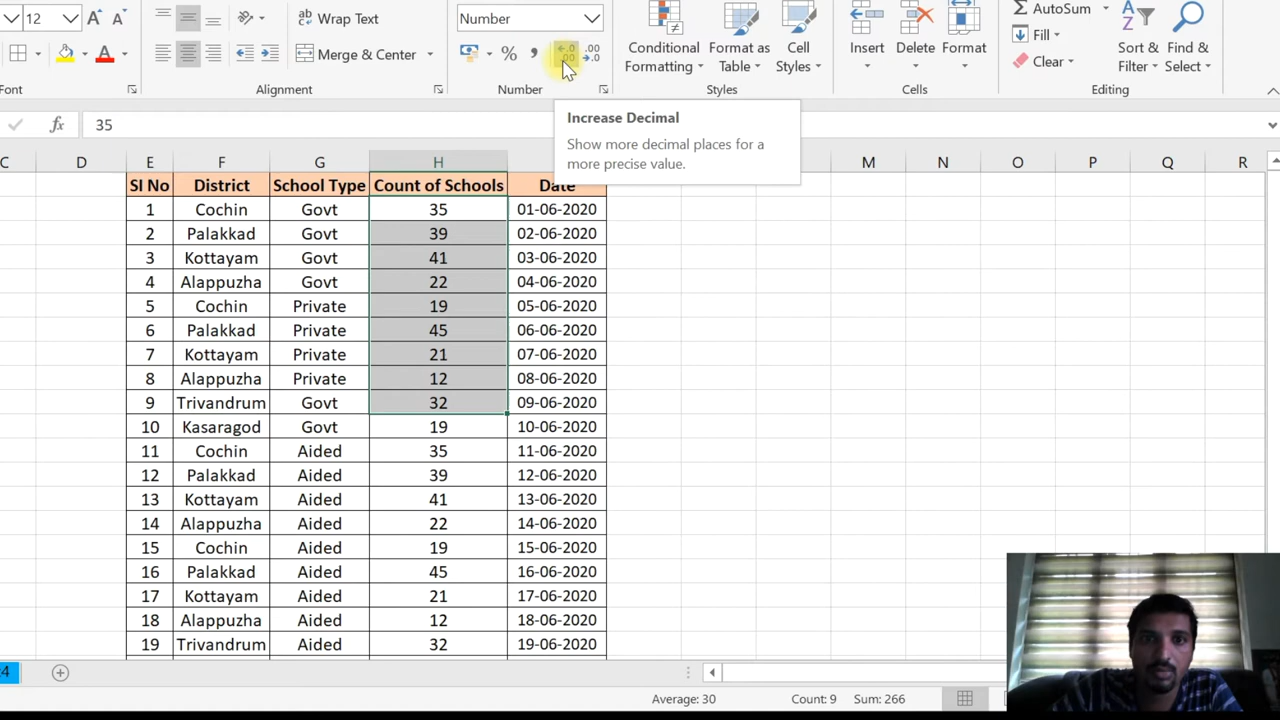 12 A^ A˅ Wrap Text Number AutoSum
Merge & Center % , Conditional Formatting Format as Table Cell Styles Insert Delete Format Fill Sort & Filter Find & Select
Clear
Font Alignment Number Styles Cells Editing
fx 35
Increase Decimal
Show more decimal places for a
more precise value.
C D E F G H M N O P Q R
SI No District School Type Count of Schools Date
1 Cochin Govt 35 01-06-2020
2 Palakkad Govt 39 02-06-2020
3 Kottayam Govt 41 03-06-2020
4 Alappuzha Govt 22 04-06-2020
5 Cochin Private 19 05-06-2020
6 Palakkad Private 45 06-06-2020
7 Kottayam Private 21 07-06-2020
8 Alappuzha Private 12 08-06-2020
9 Trivandrum Govt 32 09-06-2020
10 Kasaragod Govt 19 10-06-2020
11 Cochin Aided 35 11-06-2020
12 Palakkad Aided 39 12-06-2020
13 Kottayam Aided 41 13-06-2020
14 Alappuzha Aided 22 14-06-2020
15 Cochin Aided 19 15-06-2020
16 Palakkad Aided 45 16-06-2020
17 Kottayam Aided 21 17-06-2020
18 Alappuzha Aided 12 18-06-2020
19 Trivandrum Aided 32 19-06-2020
4
Average: 30 Count: 9 Sum: 266